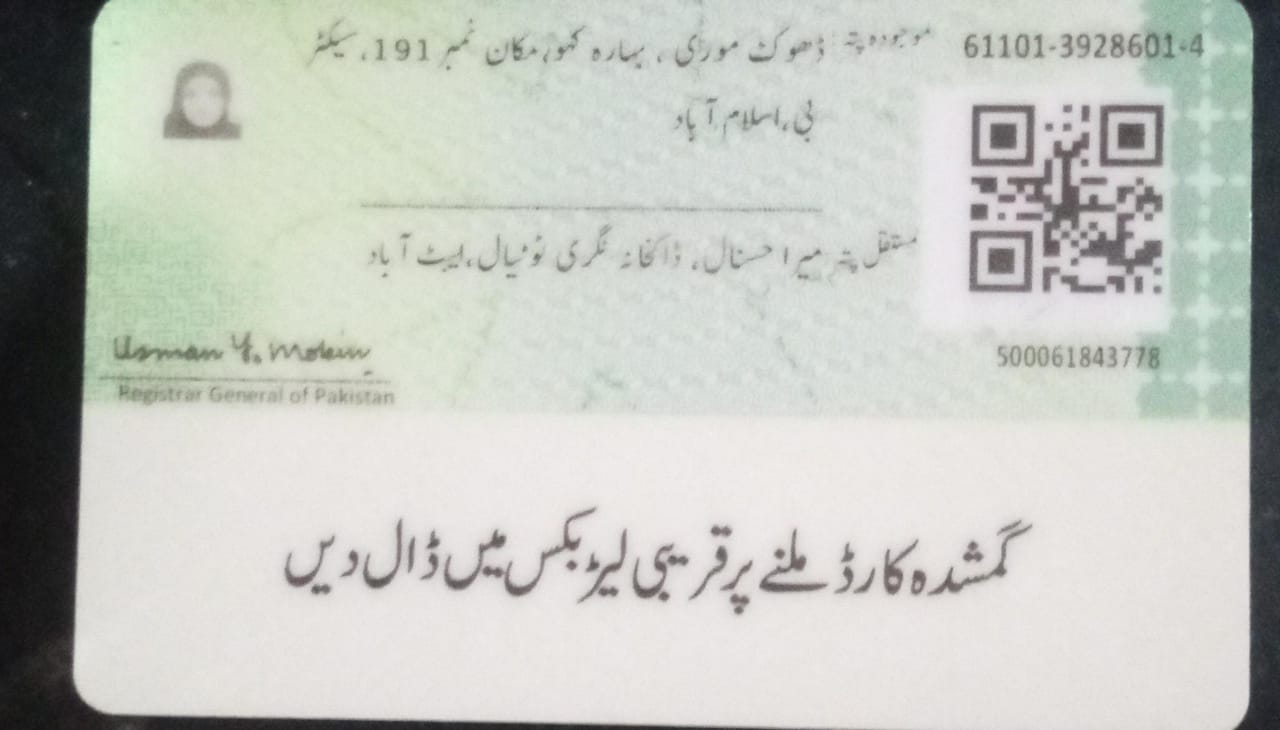 61101-3928601-4
موجودہ پتہ ڈھوک موری ، بہارہ کہو، مکان نمبر 191، سیکٹر
بی، اسلام آباد
مستقل پتہ میرا حسنال، ڈاکخانہ نگری ٹوٹیال، ایبٹ آباد
500061843778
Usman Y. Mobin
Registrar General of Pakistan
گمشدہ کارڈ ملنے پر قریبی لیٹر بکس میں ڈال دیں